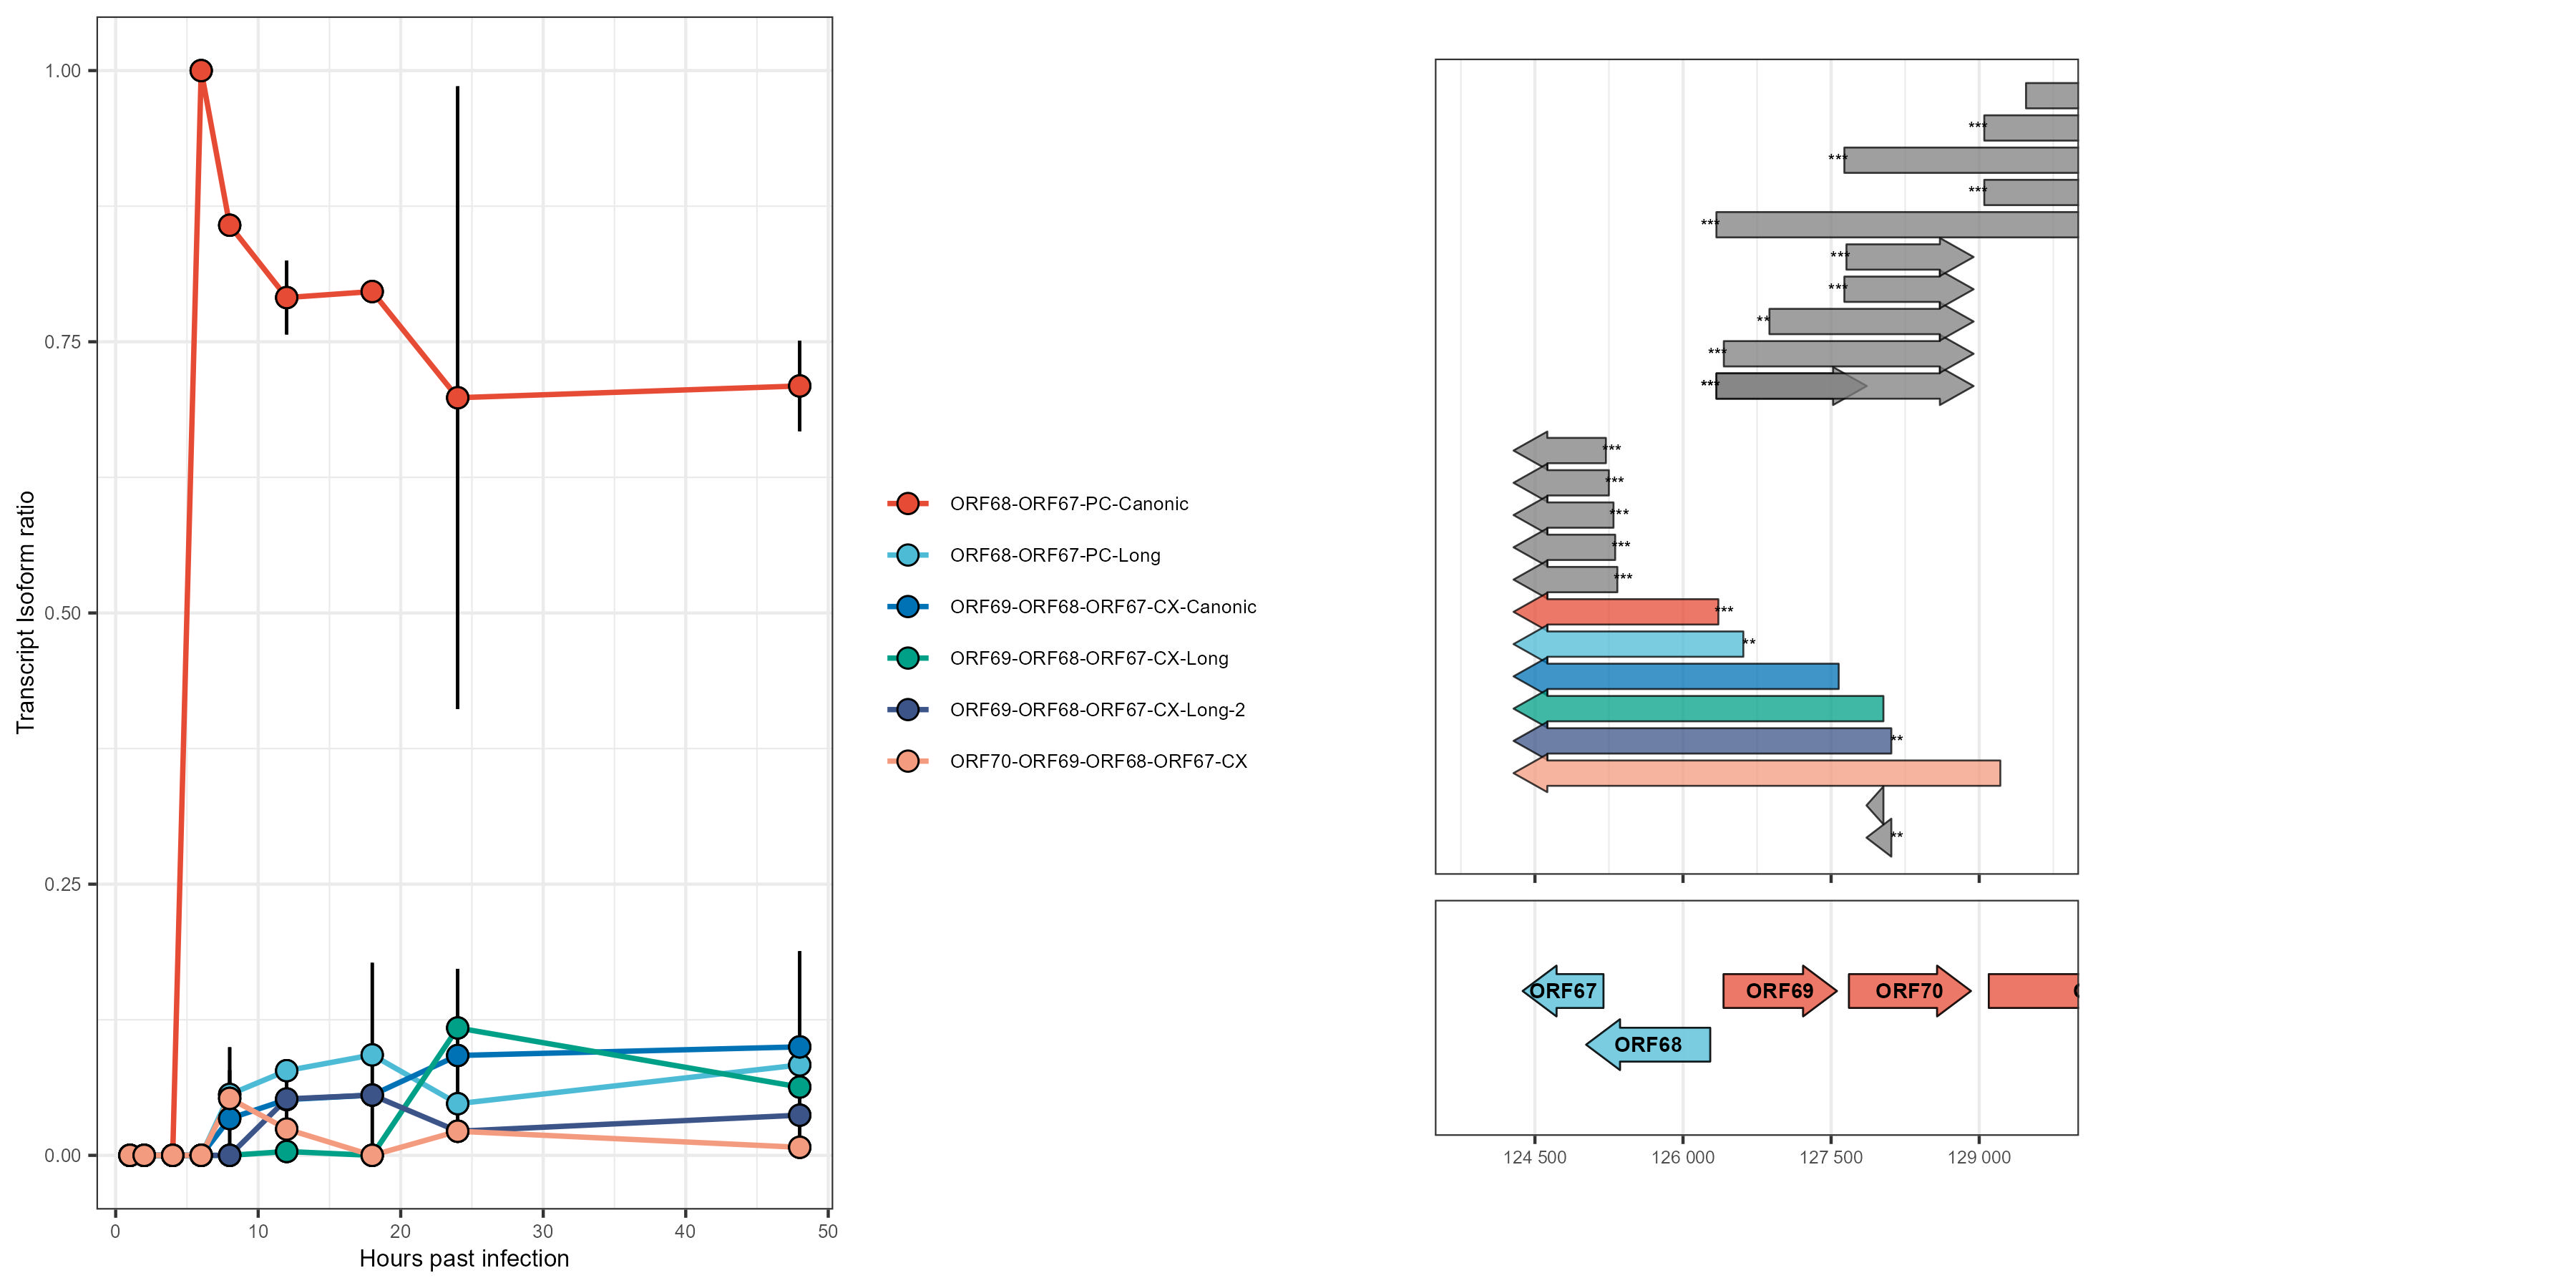 1.00
0.75
0.50
0.25
0.00
Transcript Isoform ratio
0
10
20
30
40
50
Hours past infection
ORF68-ORF67-PC-Canonic
ORF68-ORF67-PC-Long
ORF69-ORF68-ORF67-CX-Canonic
ORF69-ORF68-ORF67-CX-Long
ORF69-ORF68-ORF67-CX-Long-2
ORF70-ORF69-ORF68-ORF67-CX
***
***
***
***
***
***
**
***
***
***
***
***
***
***
***
**
**
**
ORF67
ORF69
ORF70
ORF68
124 500
126 000
127 500
129 000